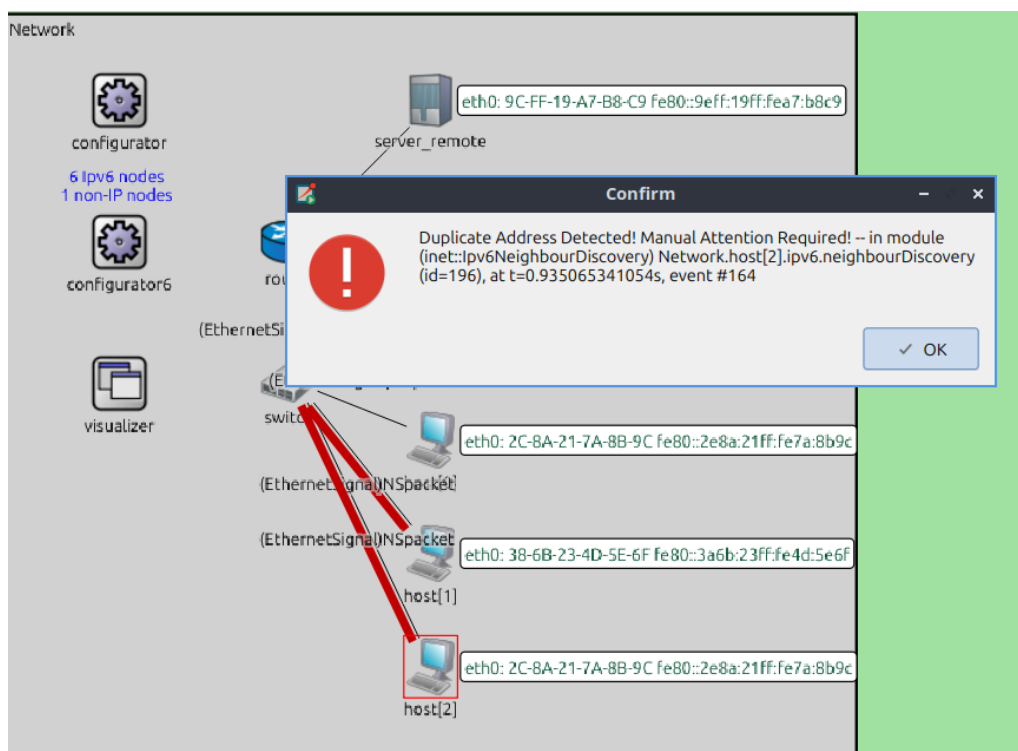 Network
eth0: 9C-FF-19-A7-B8-C9 fe80::9eff:19ff:fea7:b8c9
configurator
server_remote
6 Ipv6 nodes
1 non-IP nodes
Confirm
Duplicate Address Detected! Manual Attention Required! -- in module
(inet::Ipv6NeighbourDiscovery) Network.host[2].ipv6.neighbourDiscovery
(id=196), at t=0.935065341054s, event #164
configurator6
rou
(EthernetSi
OK
(E
visualizer
switc
eth0: 2C-8A-21-7A-8B-9C fe80::2e8a:21ff:fe7a:8b9c
(EthernetSignal)NSpacket
(EthernetSignal)NSpacket
eth0: 38-6B-23-4D-5E-6F fe80::3a6b:23ff:fe4d:5e6f
host[1]
eth0: 2C-8A-21-7A-8B-9C fe80::2e8a:21ff:fe7a:8b9c
host[2]